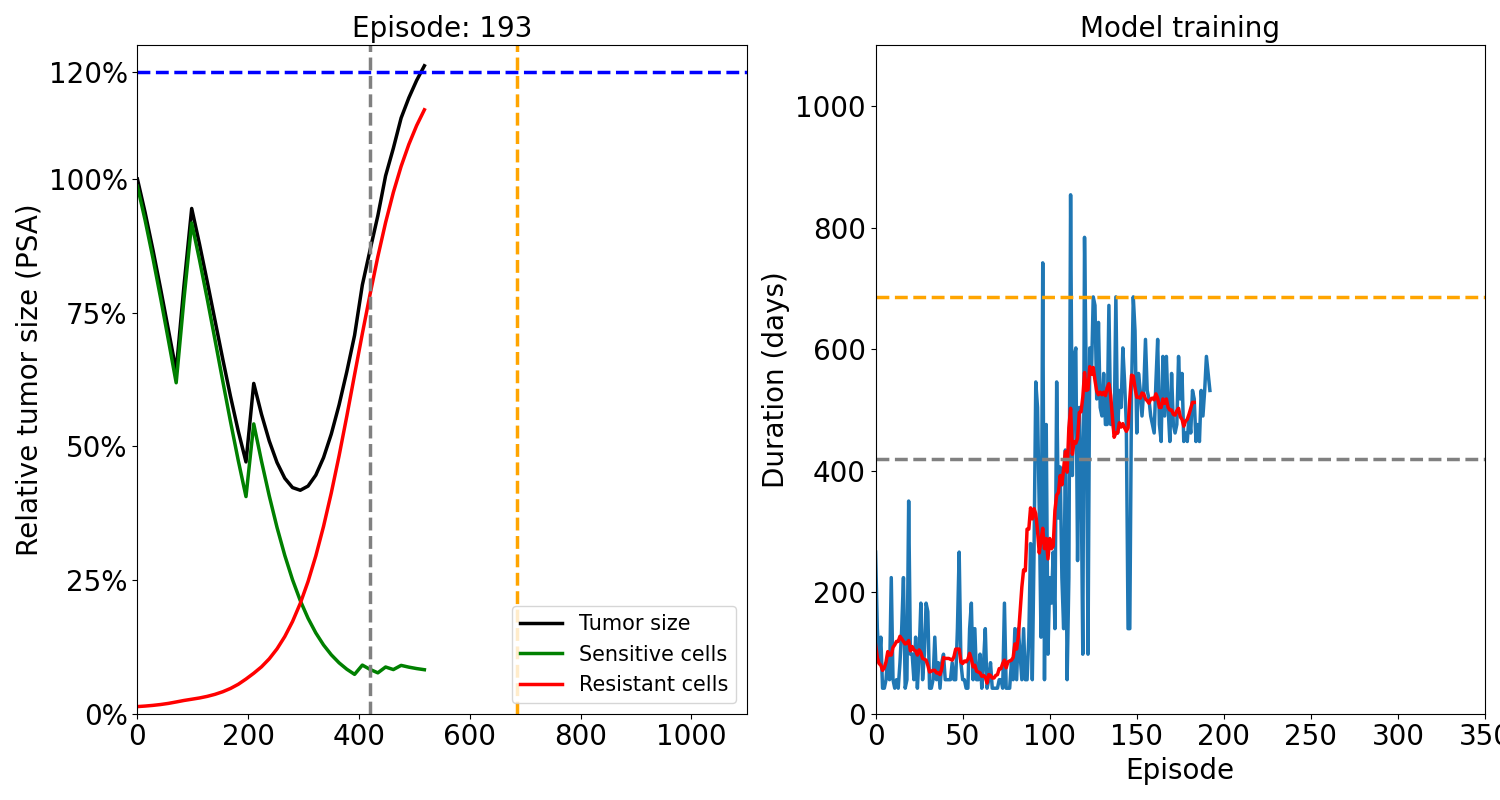 Episode: 193
Relative tumor size (PSA)
120%
100%
75%
50%
25%
0%
0 200 400 600 800 1000
Tumor size
Sensitive cells
Resistant cells
Model training
Duration (days)
1000
800
600
400
200
0
0 50 100 150 200 250 300 350
Episode